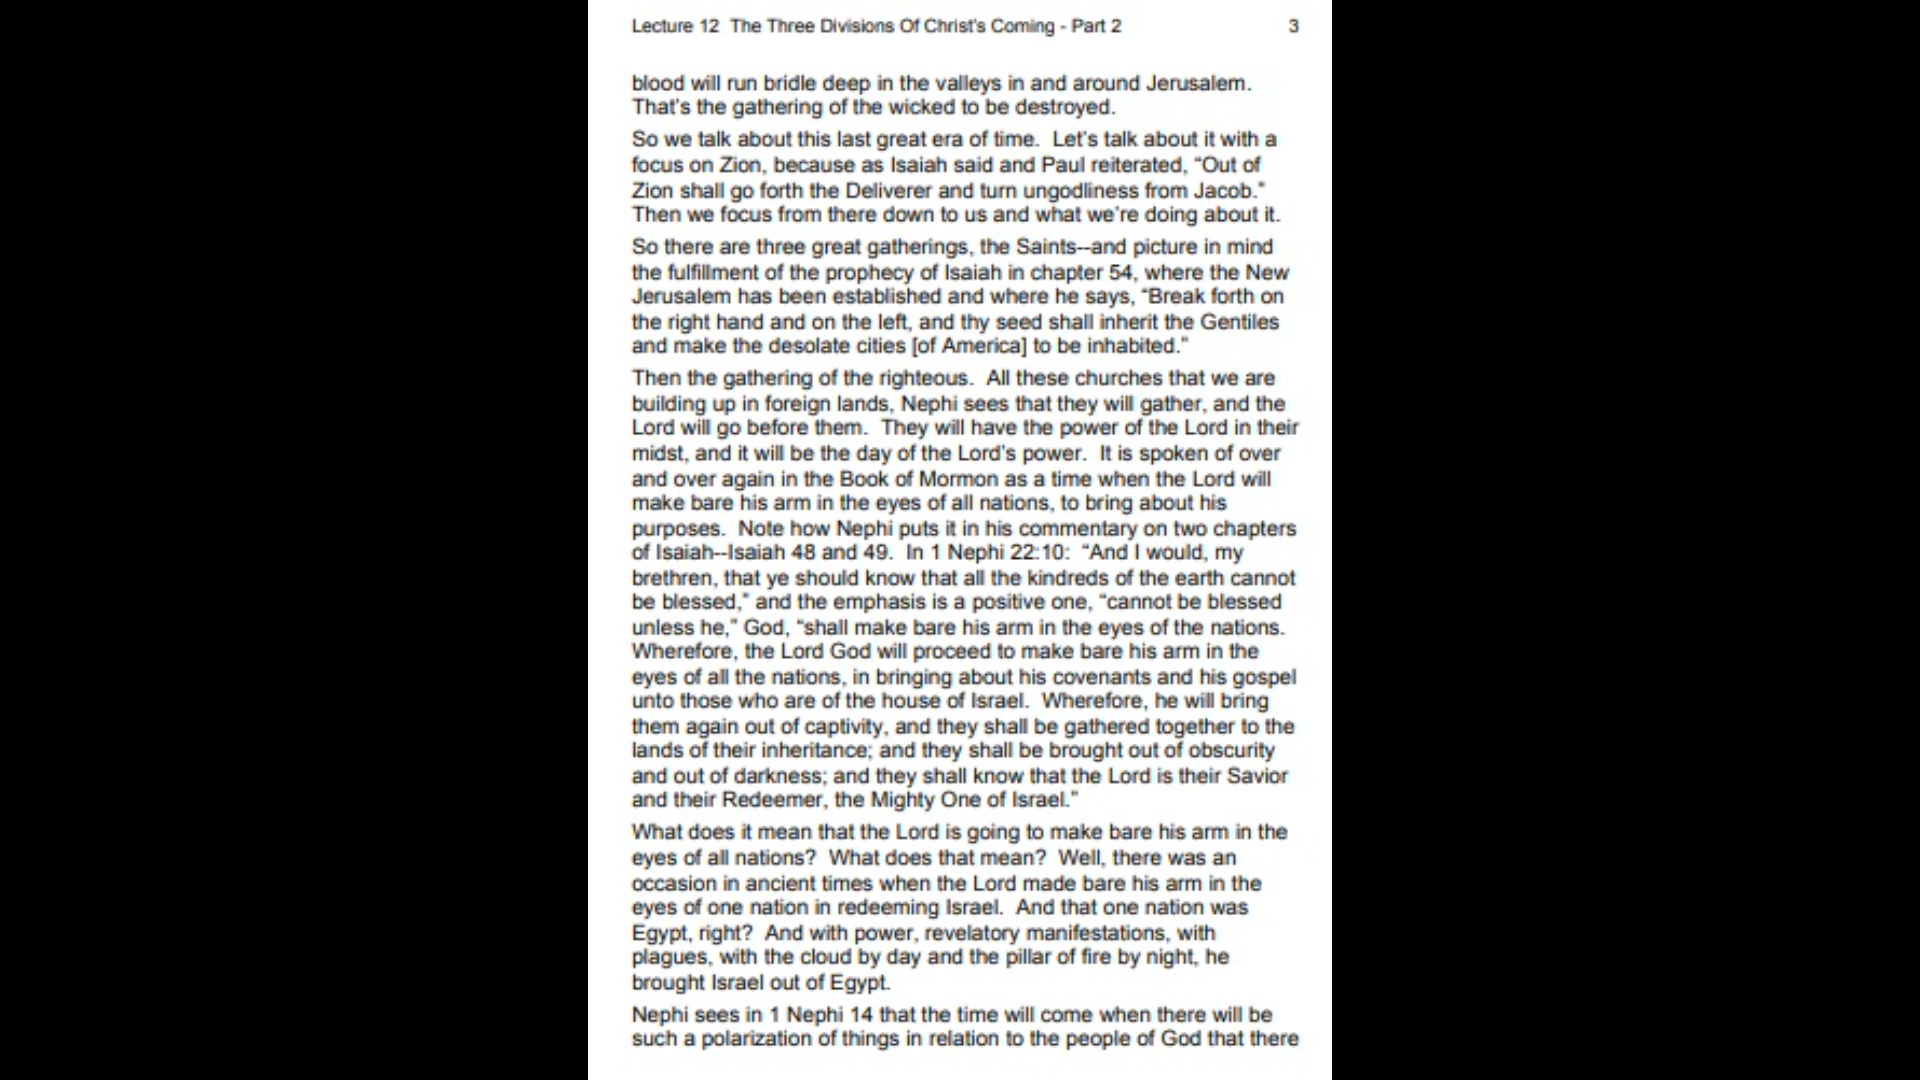 Lecture 12  The Three Divisions Of Christ's Coming - Part 2 3
blood will run bridle deep in the valleys in and around Jerusalem.
That's the gathering of the wicked to be destroyed.
So we talk about this last great era of time.  Let's talk about it with a
focus on Zion, because as Isaiah said and Paul reiterated, “Out of
Zion shall go forth the Deliverer and turn ungodliness from Jacob.”
Then we focus from there down to us and what we're doing about it.
So there are three great gatherings, the Saints--and picture in mind
the fulfillment of the prophecy of Isaiah in chapter 54, where the New
Jerusalem has been established and where he says, “Break forth on
the right hand and on the left, and thy seed shall inherit the Gentiles
and make the desolate cities [of America] to be inhabited.”
Then the gathering of the righteous.  All these churches that we are
building up in foreign lands, Nephi sees that they will gather, and the
Lord will go before them.  They will have the power of the Lord in their
midst, and it will be the day of the Lord's power.  It is spoken of over
and over again in the Book of Mormon as a time when the Lord will
make bare his arm in the eyes of all nations, to bring about his
purposes.  Note how Nephi puts it in his commentary on two chapters
of Isaiah--Isaiah 48 and 49.  In 1 Nephi 22:10:  “And I would, my
brethren, that ye should know that all the kindreds of the earth cannot
be blessed,” and the emphasis is a positive one, “cannot be blessed
unless he,” God, “shall make bare his arm in the eyes of the nations.
Wherefore, the Lord God will proceed to make bare his arm in the
eyes of all the nations, in bringing about his covenants and his gospel
unto those who are of the house of Israel.  Wherefore, he will bring
them again out of captivity, and they shall be gathered together to the
lands of their inheritance; and they shall be brought out of obscurity
and out of darkness; and they shall know that the Lord is their Savior
and their Redeemer, the Mighty One of Israel.”
What does it mean that the Lord is going to make bare his arm in the
eyes of all nations?  What does that mean?  Well, there was an
occasion in ancient times when the Lord made bare his arm in the
eyes of one nation in redeeming Israel.  And that one nation was
Egypt, right?  And with power, revelatory manifestations, with
plagues, with the cloud by day and the pillar of fire by night, he
brought Israel out of Egypt.
Nephi sees in 1 Nephi 14 that the time will come when there will be
such a polarization of things in relation to the people of God that there